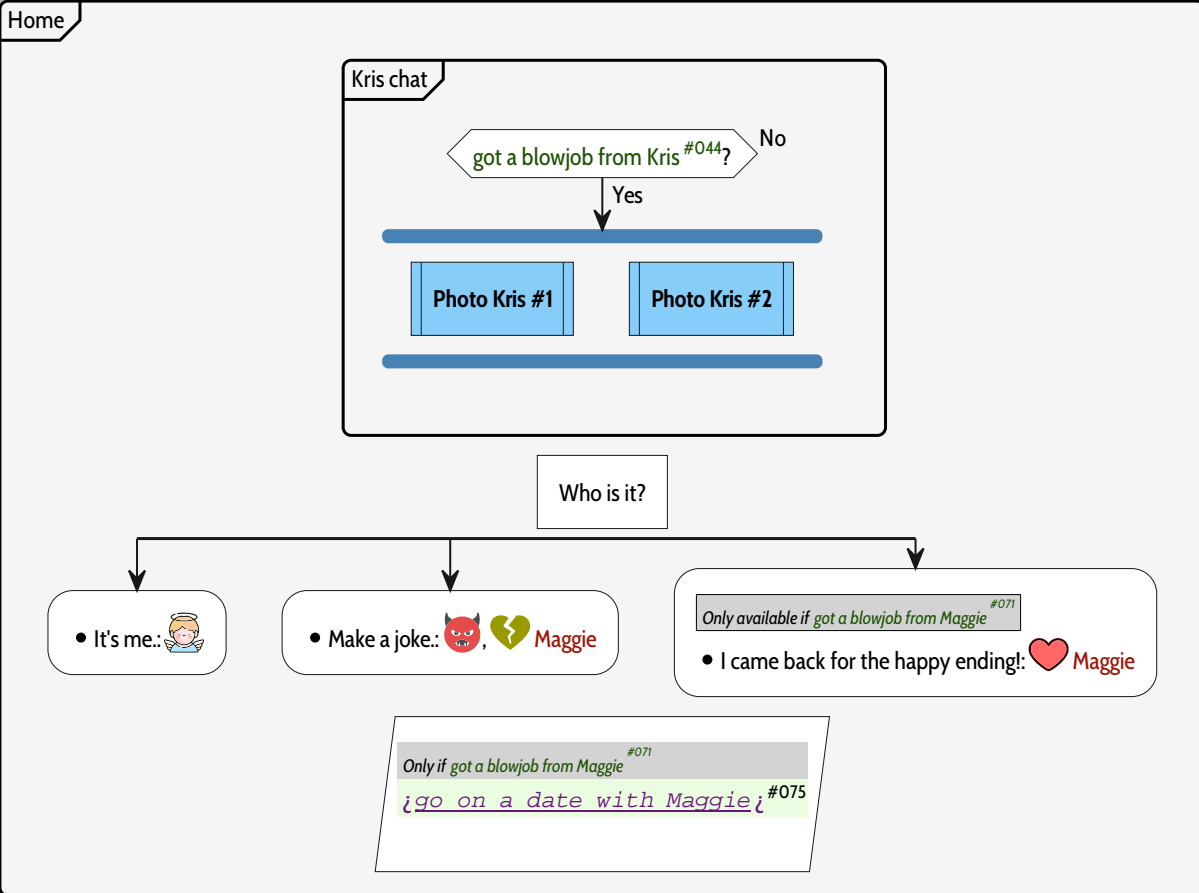 Home
Kris chat
got a blowjob from Kris #044?
No
Yes
Photo Kris #1
Photo Kris #2
Who is it?
• It's me.:
• Make a joke.: , Maggie
Only available if got a blowjob from Maggie #071
• I came back for the happy ending!: Maggie
Only if got a blowjob from Maggie #071
¿go on a date with Maggie¿ #075